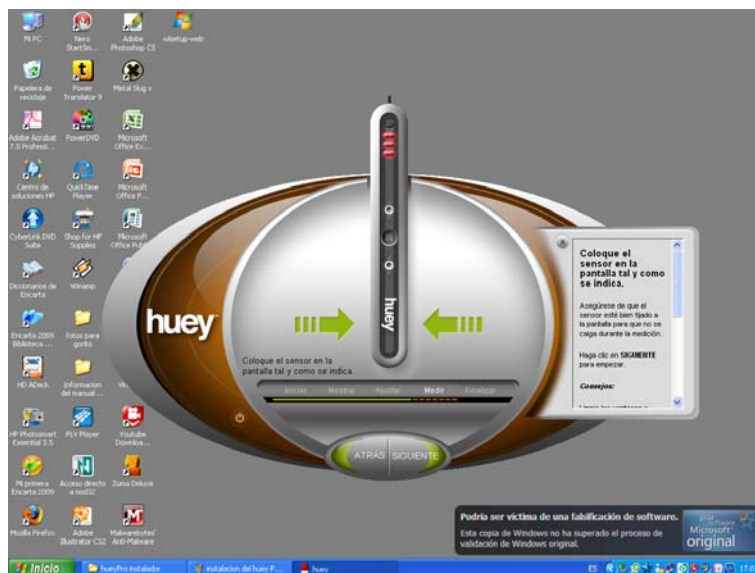 Mi PC
Nero
StartSm...
Adobe
Photoshop CS
wlsetup-web
Papelera de
reciclaje
Power
Translator 9
Metal Slug x
Adobe Acrobat
7.0 Professi...
PowerDVD
Microsoft
Office Ex...
Centro de
soluciones HP
QuickTime
Player
Microsoft
Office P...
CyberLink DVD
Suite
Shop for HP
Supplies
Microsoft
Office Publ
Diccionarios de
Encarta
Winamp
Encarta 2009
Biblioteca ...
fotos para
gonto
HD ADeck
Informacion
del manual ...
HP Photosmart
Essential 3.5
PLV Player
Youtube
Downloa...
Mi primera
Encarta 2009
Acceso directo
a nod32
Zuma Deluxe
Mozilla Firefox
Adobe
Illustrator CS2
Malwarebytes'
Anti-Malware
huey
huey
Coloque el sensor en la
pantalla tal y como se indica.
Iniciar Mostrar Ajustar Medir Finalizar
ATRÁS SIGUIENTE
Coloque el
sensor en la
pantalla tal y como
se indica.
Asegúrese de que el
sensor esté bien fijado a
la pantalla para que no se
caiga durante la medición.
Haga clic en SIGUIENTE
para empezar.
Consejos:
Podría ser víctima de una falsificación de software.
Esta copia de Windows no ha superado el proceso de
validación de Windows original.
Microsoft
original
Inicio
hueyPro instalador
instalacion del huey P...
huey
ES